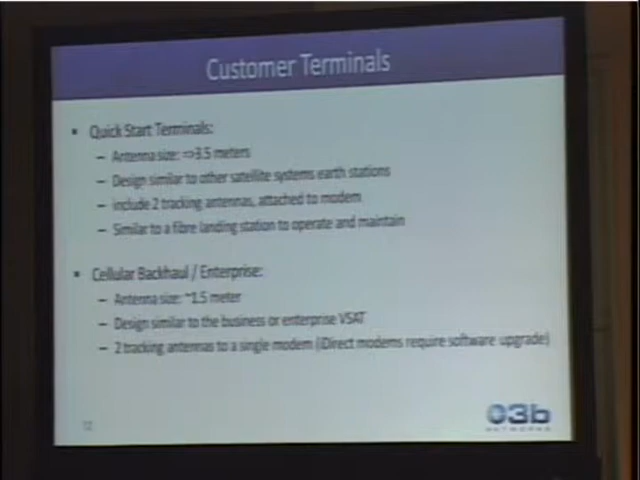 Customer Terminals
▪ Quick Start Terminals:
– Antenna size: =>3.5 meters
– Design similar to other satellite systems earth stations
– include 2 tracking antennas, attached to modem
– Similar to a fibre landing station to operate and maintain
▪ Cellular Backhaul / Enterprise:
– Antenna size: ~1.5 meter
– Design similar to the business or enterprise VSAT
– 2 tracking antennas to a single modem (iDirect modems require software upgrade)
O3b
NETWORKS